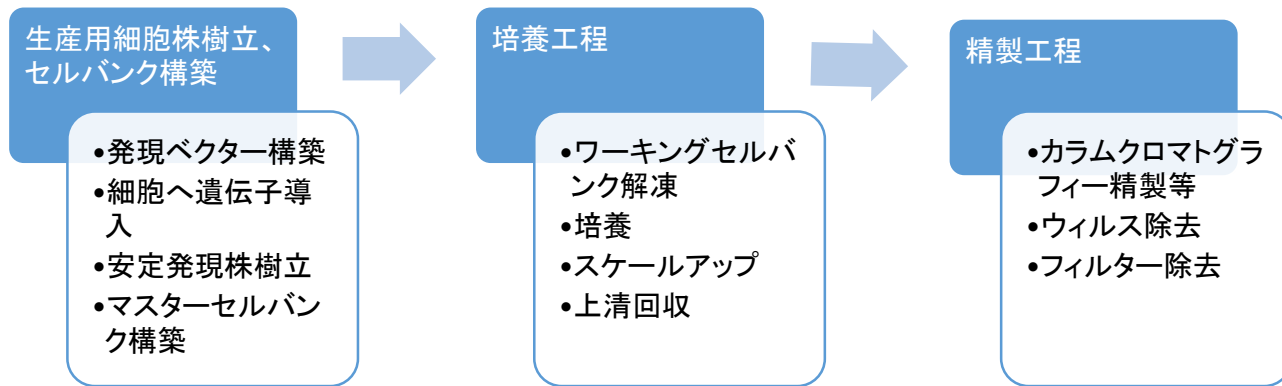 生産用細胞株樹立、
セルバンク構築
•発現ベクター構築
•細胞へ遺伝子導
入
•安定発現株樹立
•マスターセルバン
ク構築
培養工程
•ワーキングセルバ
ンク解凍
•培養
•スケールアップ
•上清回収
精製工程
•カラムクロマトグラ
フィー精製等
•ウィルス除去
•フィルター除去